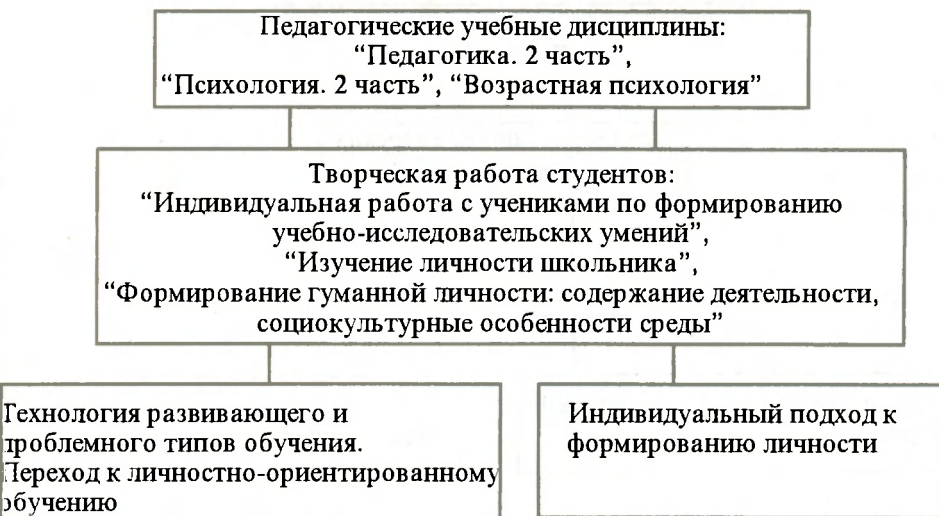 Педагогические учебные дисциплины:
“Педагогика. 2 часть”,
“Психология. 2 часть”, “Возрастная психология”
Творческая работа студентов:
“Индивидуальная работа с учениками по формированию
учебно-исследовательских умений”,
“Изучение личности школьника”,
“Формирование гуманной личности: содержание деятельности,
социокультурные особенности среды”
Технология развивающего и
проблемного типов обучения.
Переход к личностно-ориентированному
обучению
Индивидуальный подход к
формированию личности